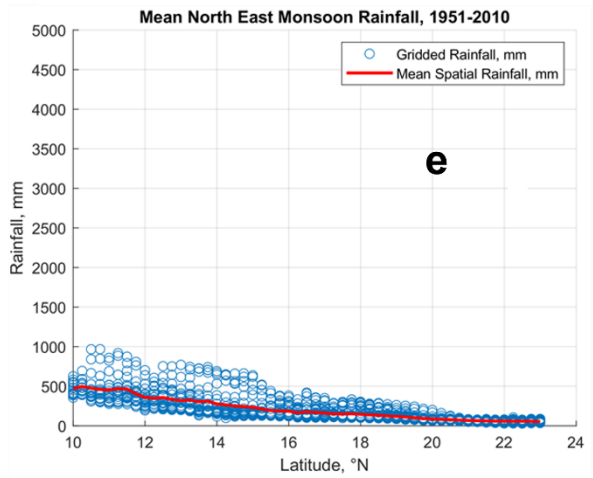 Mean North East Monsoon Rainfall, 1951-2010
5000
4500
4000
3500
3000
2500
2000
1500
1000
500
0
Rainfall, mm
Gridded Rainfall, mm
Mean Spatial Rainfall, mm
e
10 12 14 16 18 20 22 24
Latitude, °N